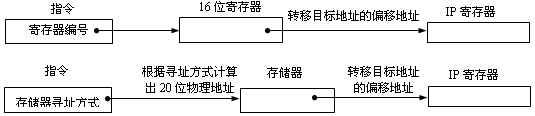 指令
16 位寄存器
IP 寄存器
寄存器编号
转移目标地址的偏移地址
指令
根据寻址方式计算
出 20 位物理地址
存储器
转移目标地址
的偏移地址
IP 寄存器
存储器寻址方式